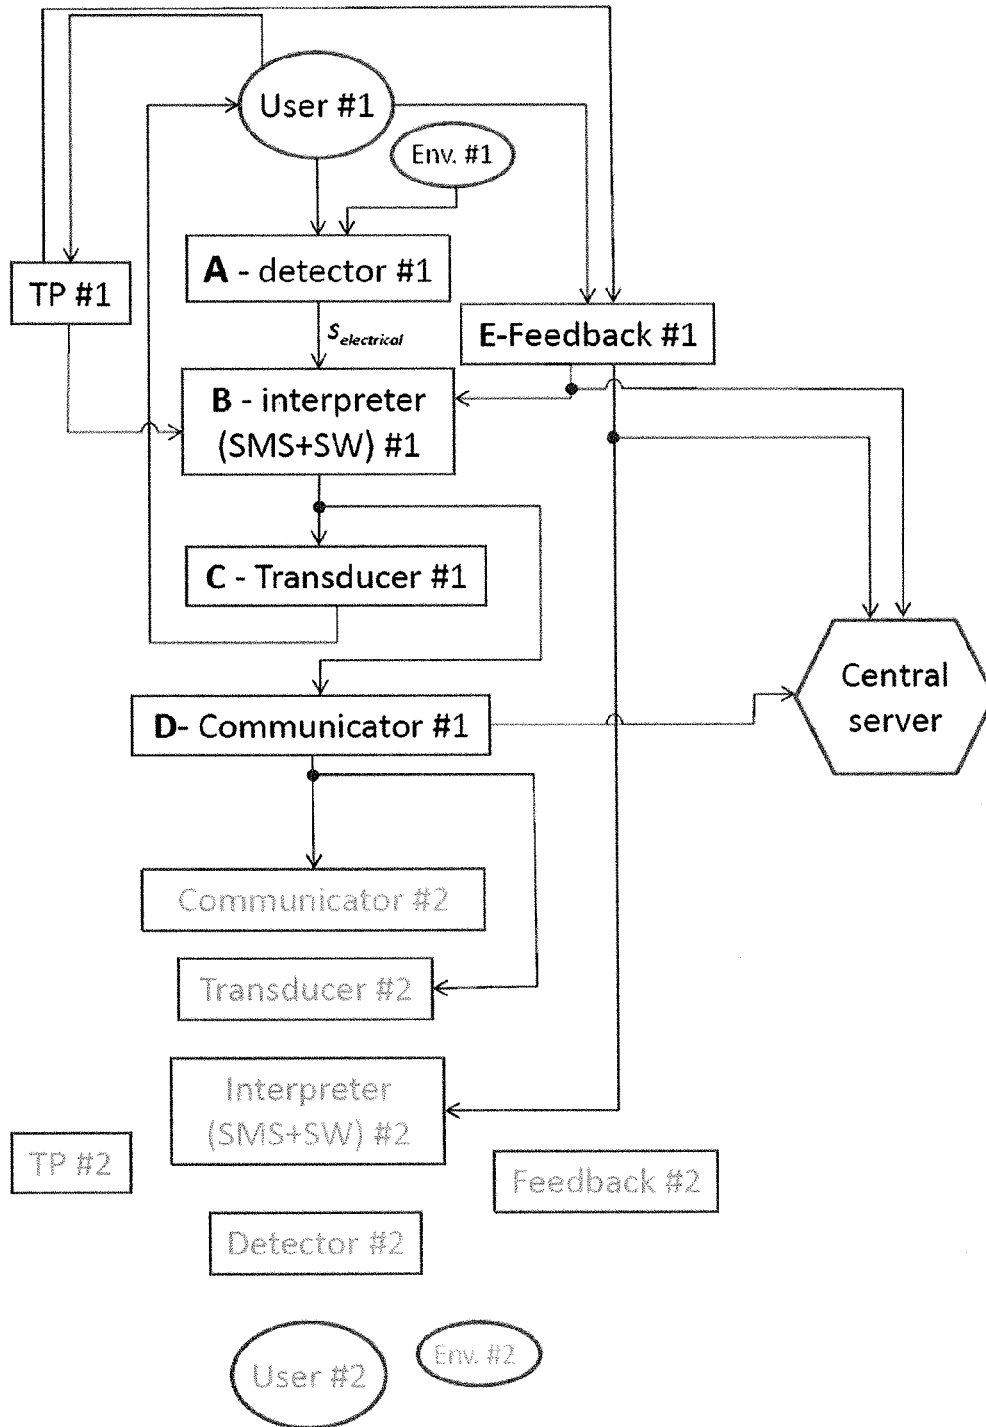 User #1
Env. #1
A - detector #1
TP #1
S electrical
E-Feedback #1
B - interpreter
(SMS+SW) #1
C - Transducer #1
Central
server
D- Communicator #1
Communicator #2
Transducer #2
Interpreter
(SMS+SW) #2
TP #2
Feedback #2
Detector #2
User #2
Env. #2